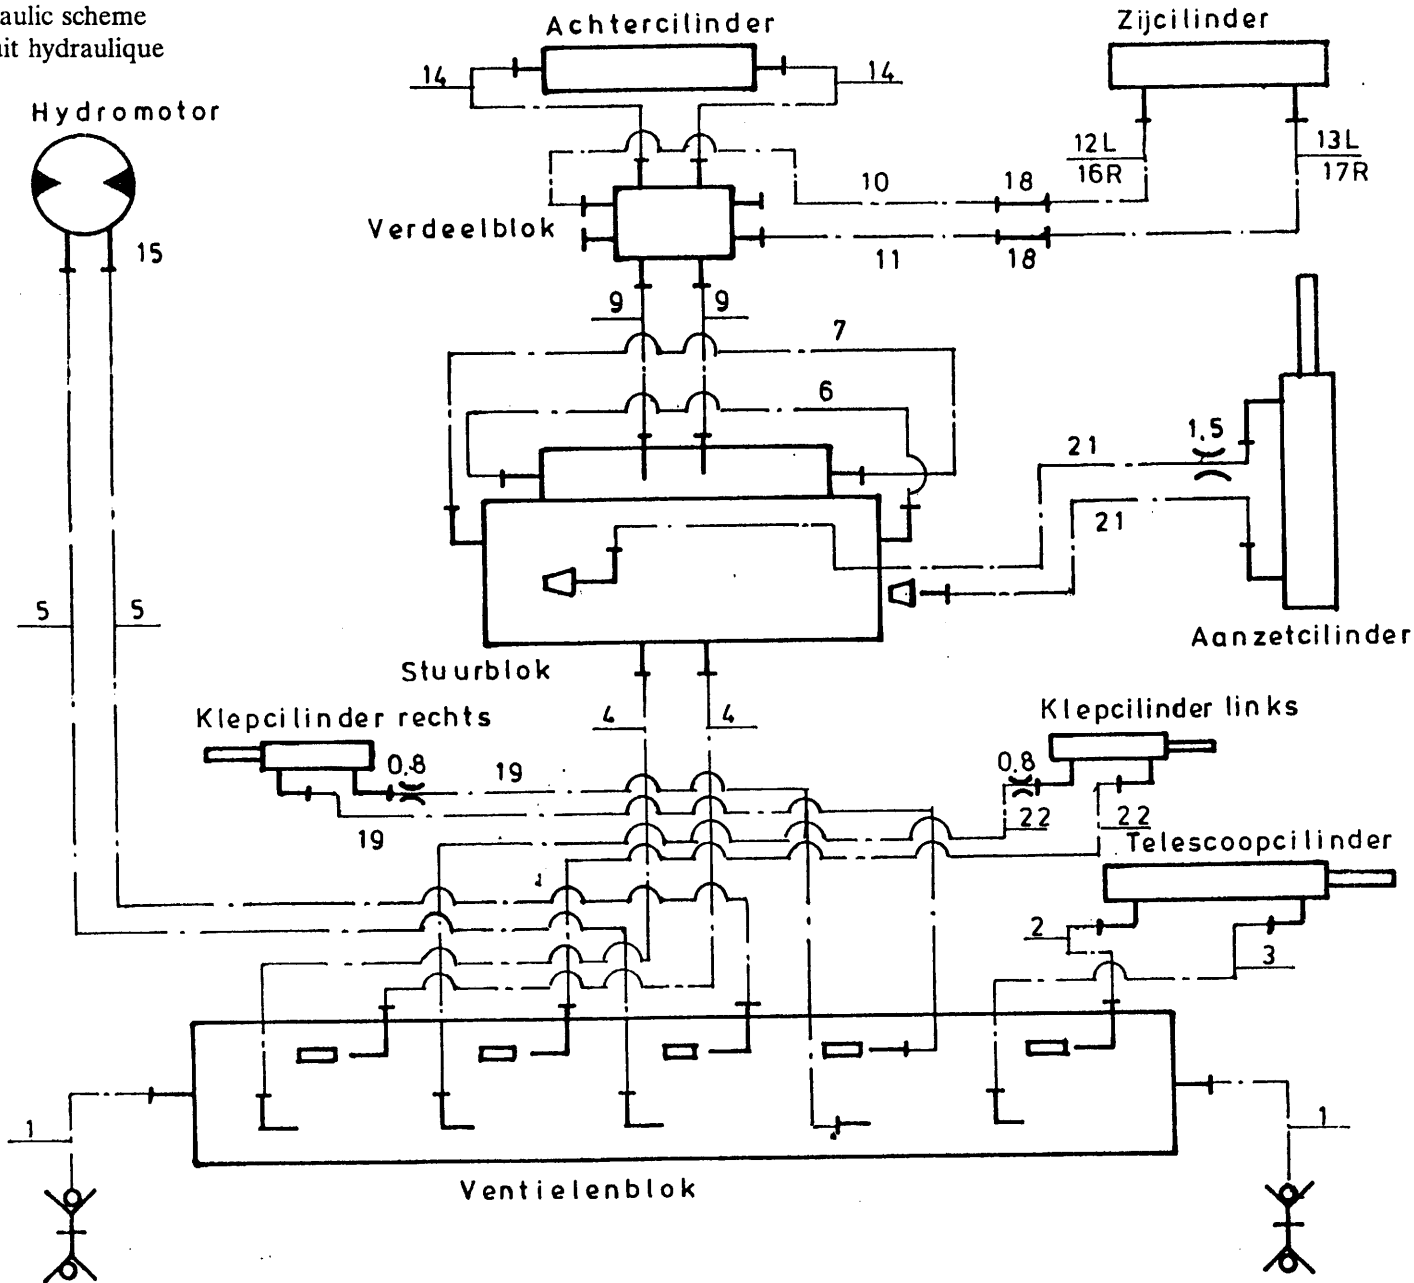 aulic scheme
it hydraulique
Achtercilinder
Zijcilinder
14
14
Hydromotor
12L
16R
13L
17R
10
18
Verdeelblok
15
11
18
9
9
7
6
1,5
21
21
5
5
Aanzetcilinder
Stuurblok
Klepcilinder rechts
4
4
Klepcilinder links
0.8
19
0.8
22
22
19
Telescoopcilinder
2
3
1
1
Ventielenblok